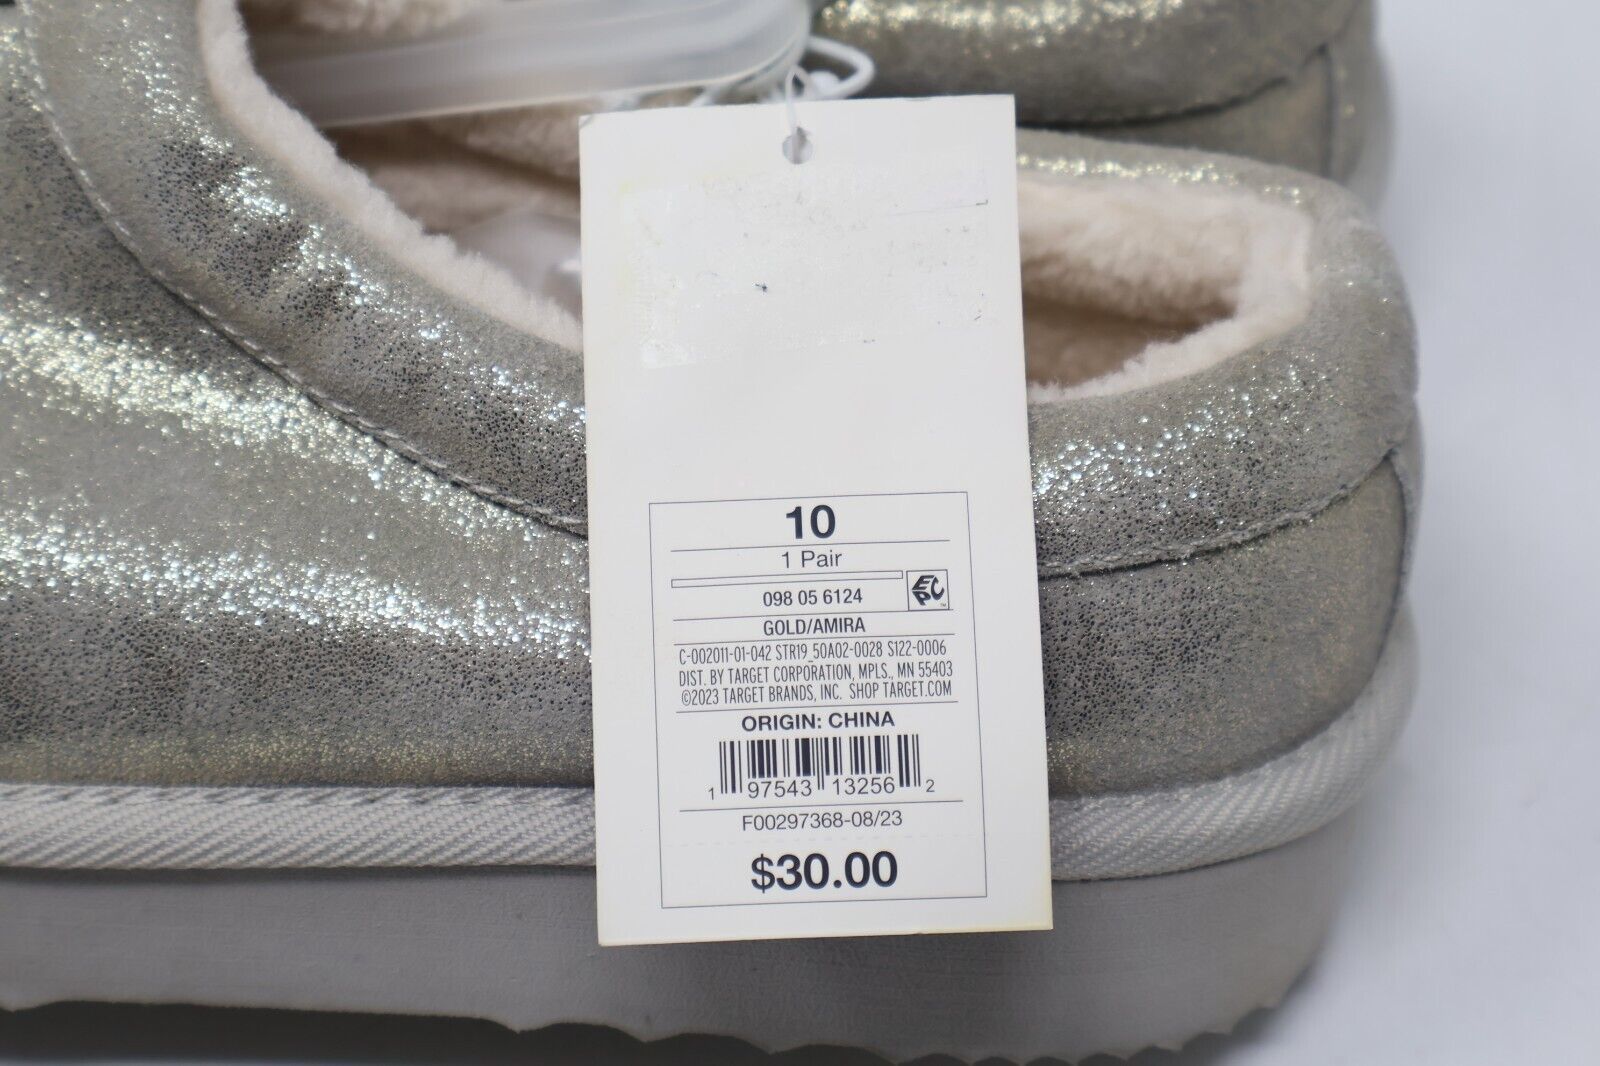 10
1 Pair
098 05 6124
EPC™
GOLD/AMIRA
C-002011-01-042 STR19_50A02-0028 S122-0006
DIST. BY TARGET CORPORATION, MPLS., MN 55403
©2023 TARGET BRANDS, INC. SHOP TARGET.COM
ORIGIN: CHINA
1 97543 13256 2
F00297368-08/23
$30.00